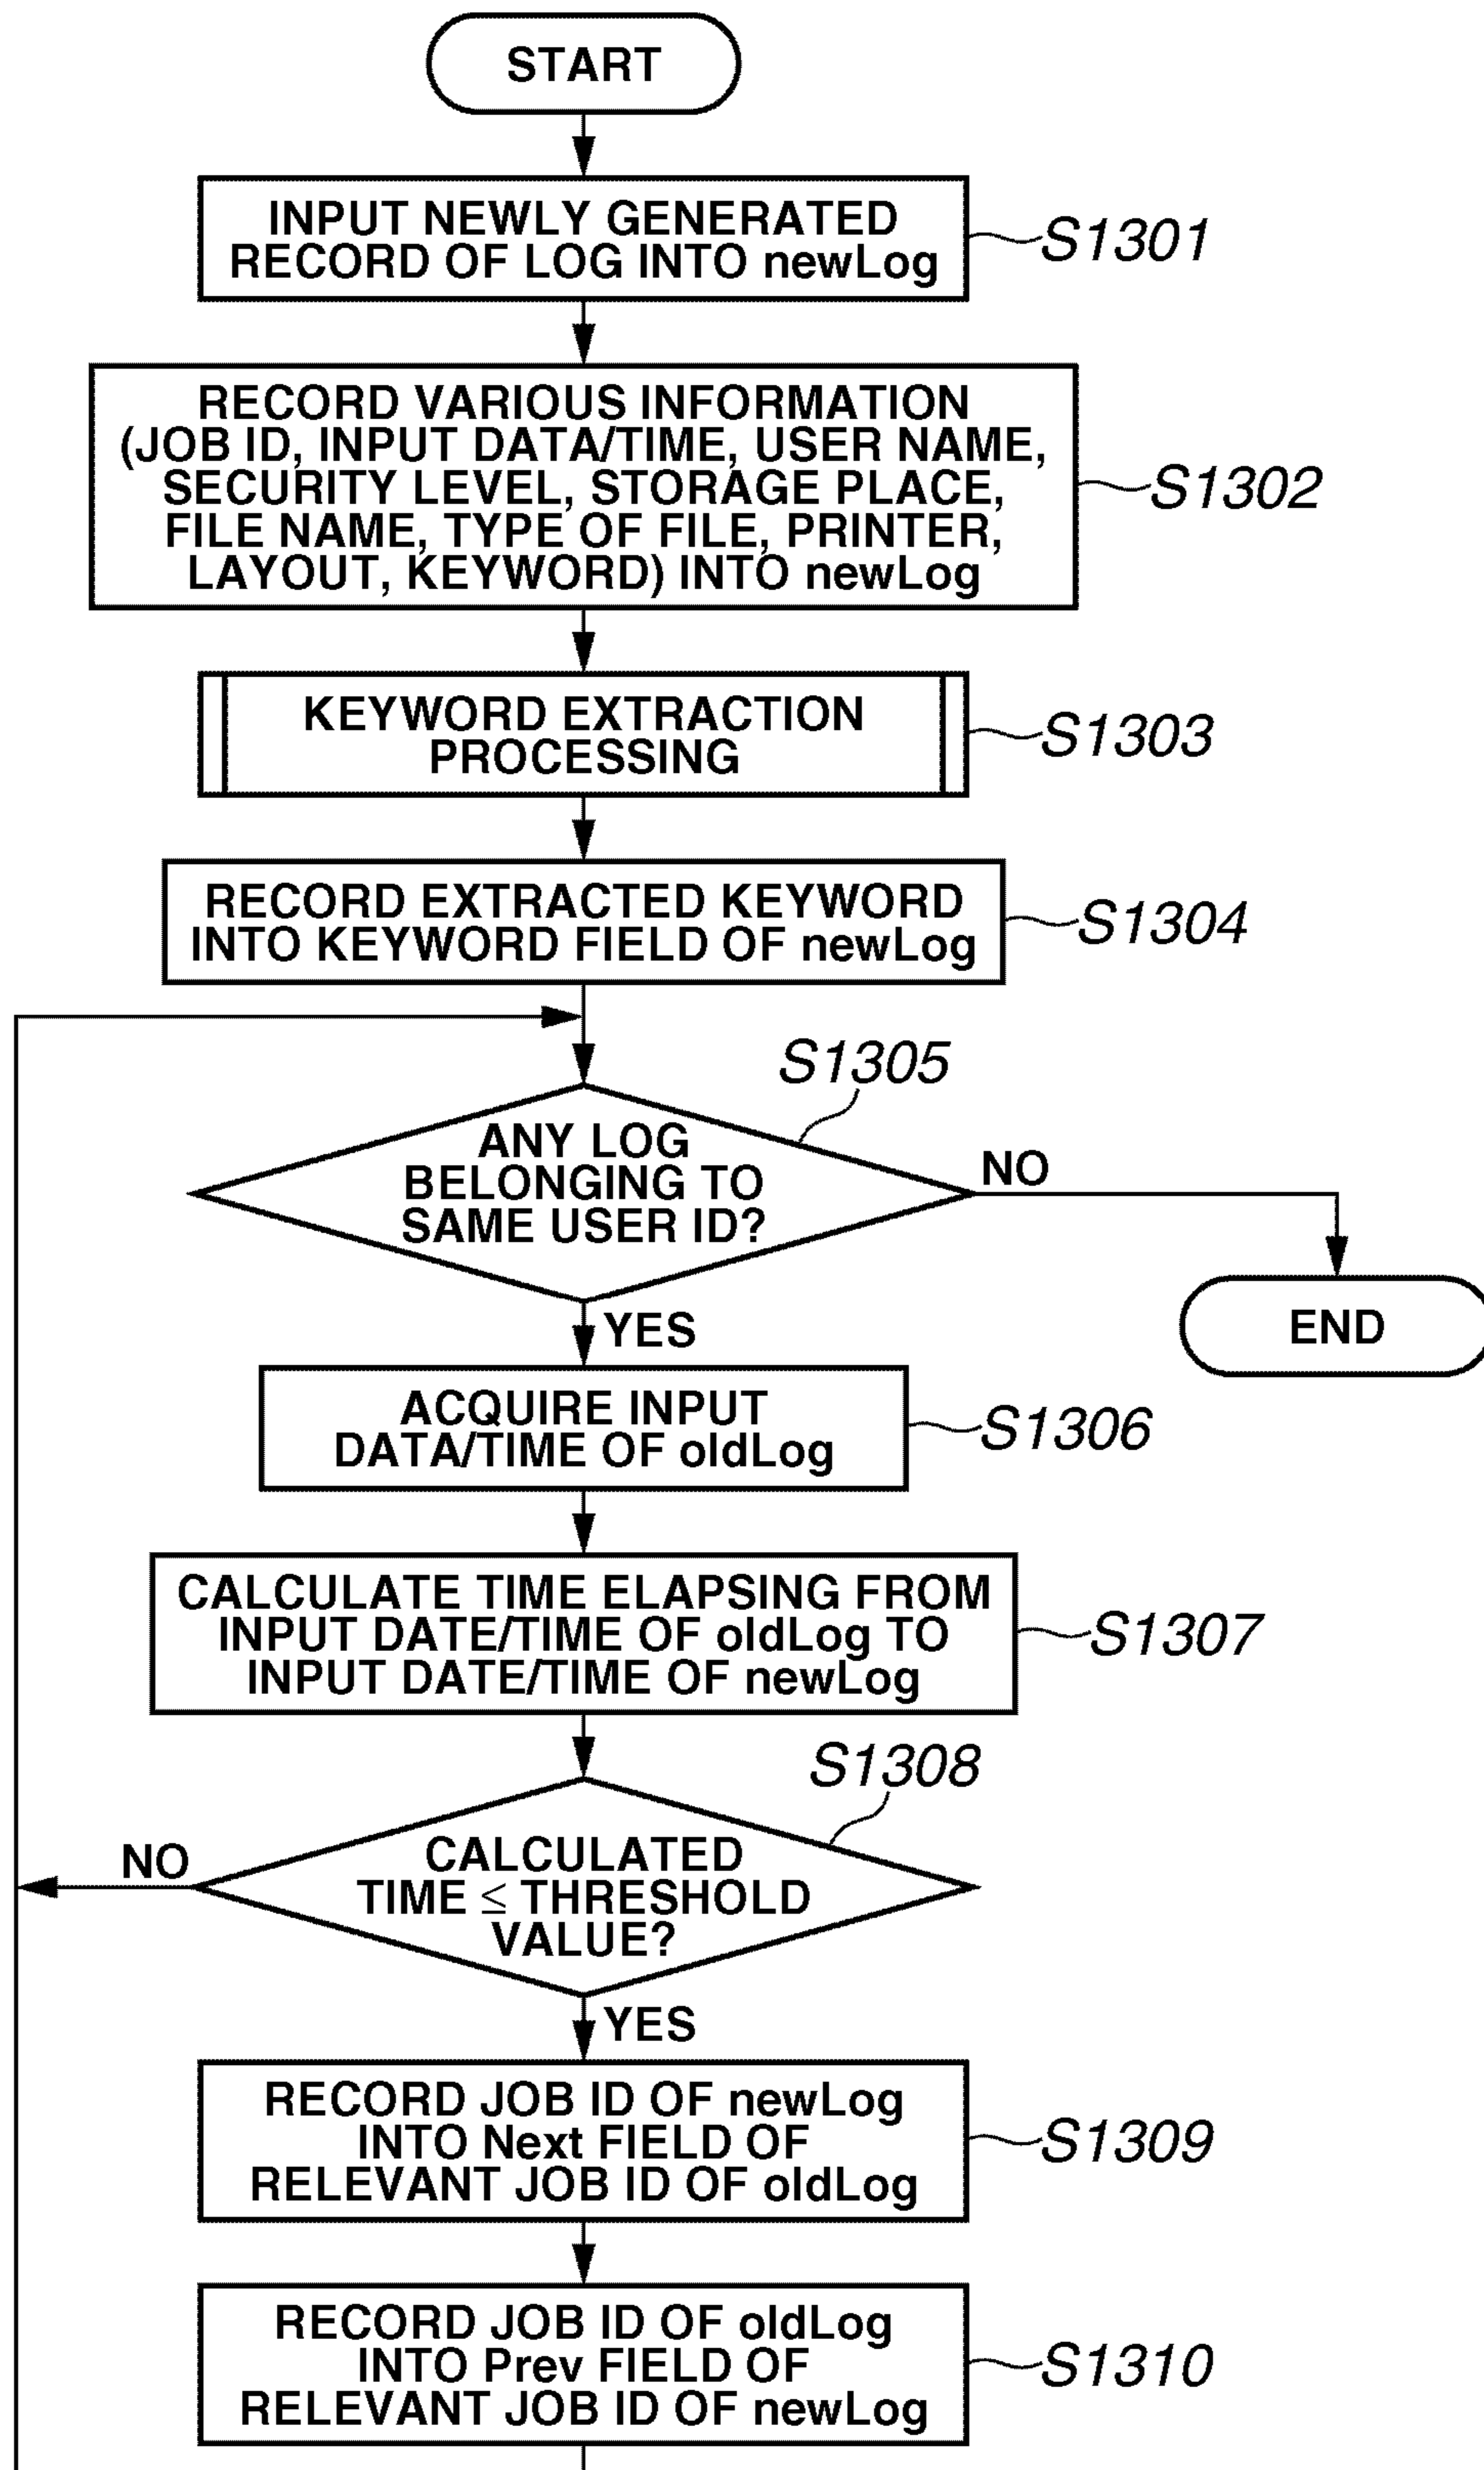 START
INPUT NEWLY GENERATED
RECORD OF LOG INTO newLog
S1301
RECORD VARIOUS INFORMATION
(JOB ID, INPUT DATA/TIME, USER NAME,
SECURITY LEVEL, STORAGE PLACE,
FILE NAME, TYPE OF FILE, PRINTER,
LAYOUT, KEYWORD) INTO newLog
S1302
KEYWORD EXTRACTION
PROCESSING
S1303
RECORD EXTRACTED KEYWORD
INTO KEYWORD FIELD OF newLog
S1304
S1305
ANY LOG
BELONGING TO
SAME USER ID?
NO
END
YES
ACQUIRE INPUT
DATA/TIME OF oldLog
S1306
CALCULATE TIME ELAPSING FROM
INPUT DATE/TIME OF oldLog TO
INPUT DATE/TIME OF newLog
S1307
S1308
CALCULATED
TIME ≤ THRESHOLD
VALUE?
NO
YES
RECORD JOB ID OF newLog
INTO Next FIELD OF
RELEVANT JOB ID OF oldLog
S1309
RECORD JOB ID OF oldLog
INTO Prev FIELD OF
RELEVANT JOB ID OF newLog
S1310